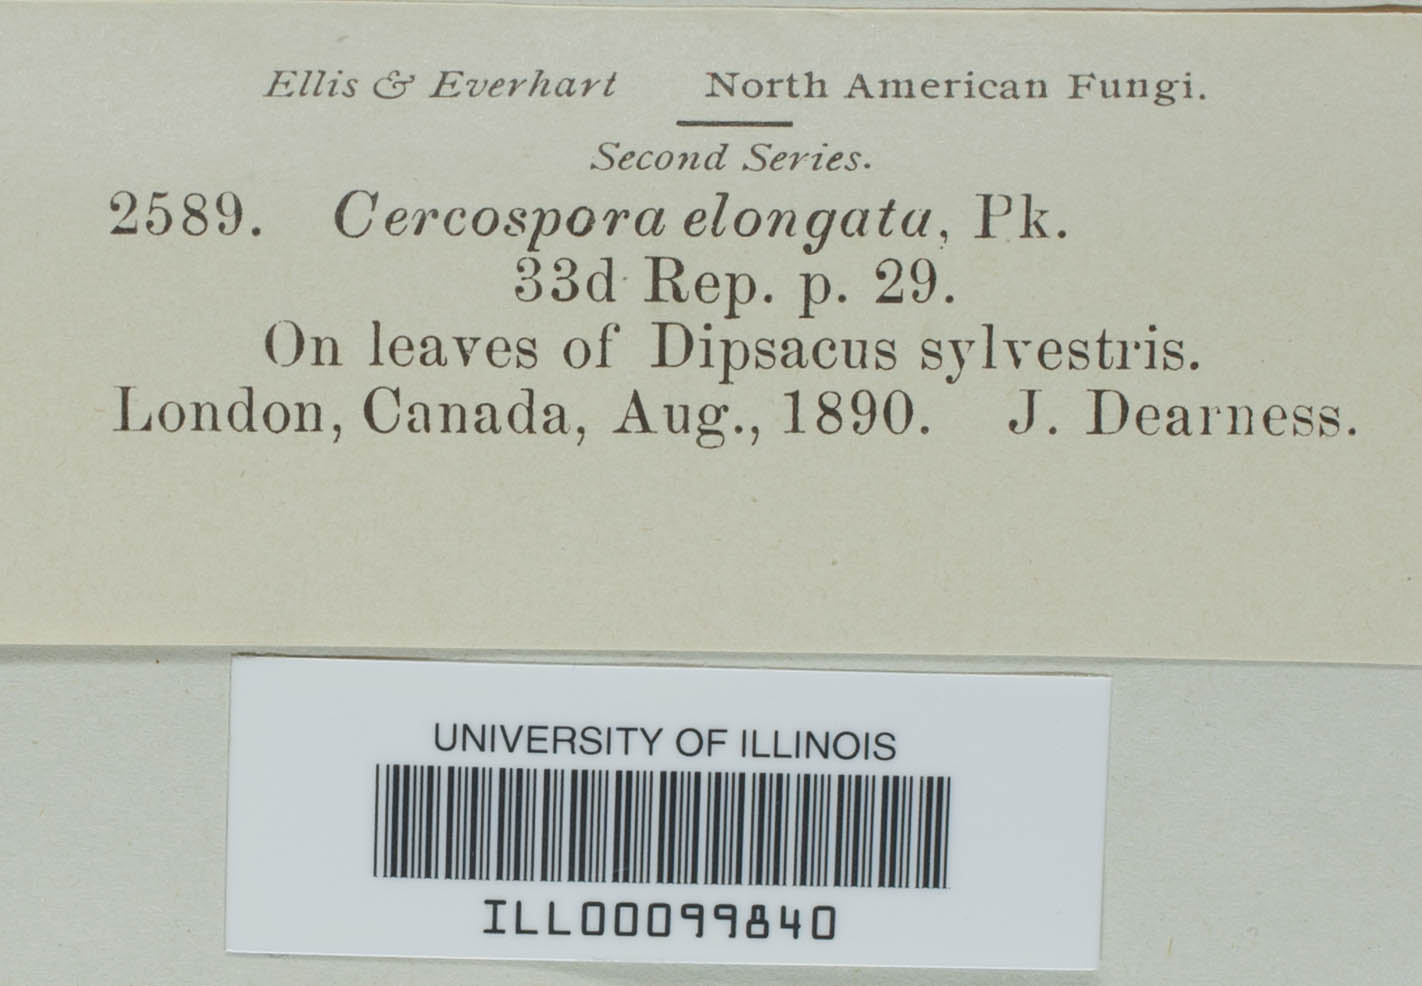 Ellis & Everhart North American Fungi.
Second Series.
2589. Cercospora elongata, Pk.
33d Rep. p. 29.
On leaves of Dipsacus sylvestris.
London, Canada, Aug., 1890. J. Dearness.
UNIVERSITY OF ILLINOIS
ILL00099840